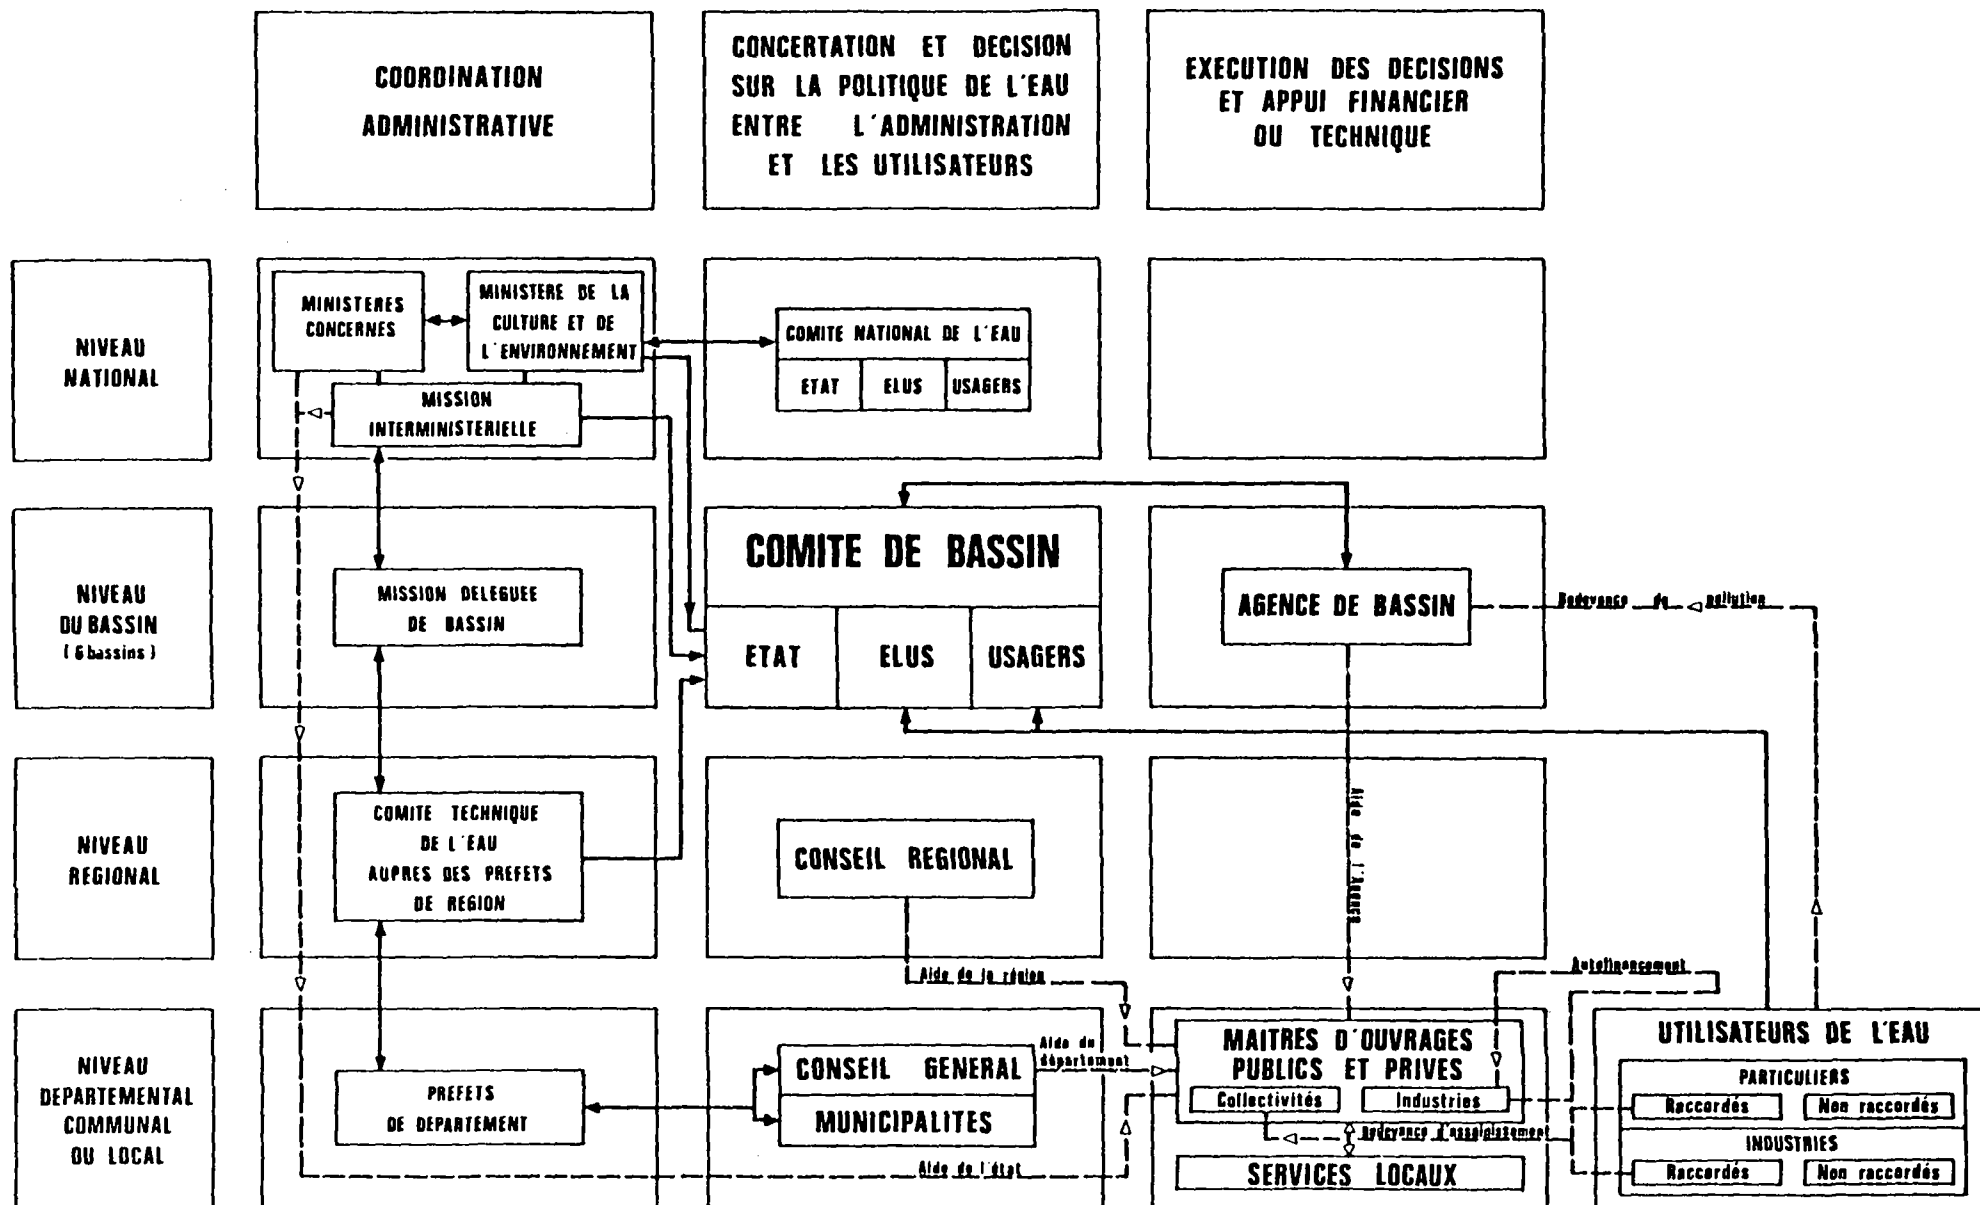 COORDINATION
ADMINISTRATIVE
CONCERTATION ET DECISION
SUR LA POLITIQUE DE L'EAU
ENTRE L'ADMINISTRATION
ET LES UTILISATEURS
EXECUTION DES DECISIONS
ET APPUI FINANCIER
OU TECHNIQUE
NIVEAU
NATIONAL
MINISTERES
CONCERNES
MINISTERE DE LA
CULTURE ET DE
L'ENVIRONNEMENT
MISSION
INTERMINISTERIELLE
COMITE NATIONAL DE L'EAU
ETAT
ELUS
USAGERS
NIVEAU
DU BASSIN
( 6 bassins )
MISSION DELEGUEE
DE BASSIN
COMITE DE BASSIN
ETAT
ELUS
USAGERS
AGENCE DE BASSIN
Redevance de pollution
NIVEAU
REGIONAL
COMITE TECHNIQUE
DE L'EAU
AUPRES DES PREFETS
DE REGION
CONSEIL REGIONAL
Aide de l'Agence
Aide de la région
Autofinancement
NIVEAU
DEPARTEMENTAL
COMMUNAL
OU LOCAL
PREFETS
DE DEPARTEMENT
CONSEIL GENERAL
MUNICIPALITES
Aide du
département
Aide de l'état
MAITRES D'OUVRAGES
PUBLICS ET PRIVES
Collectivités
Industries
Redevance d'assainissement
SERVICES LOCAUX
UTILISATEURS DE L'EAU
PARTICULIERS
Raccordés
Non raccordés
INDUSTRIES
Raccordés
Non raccordés